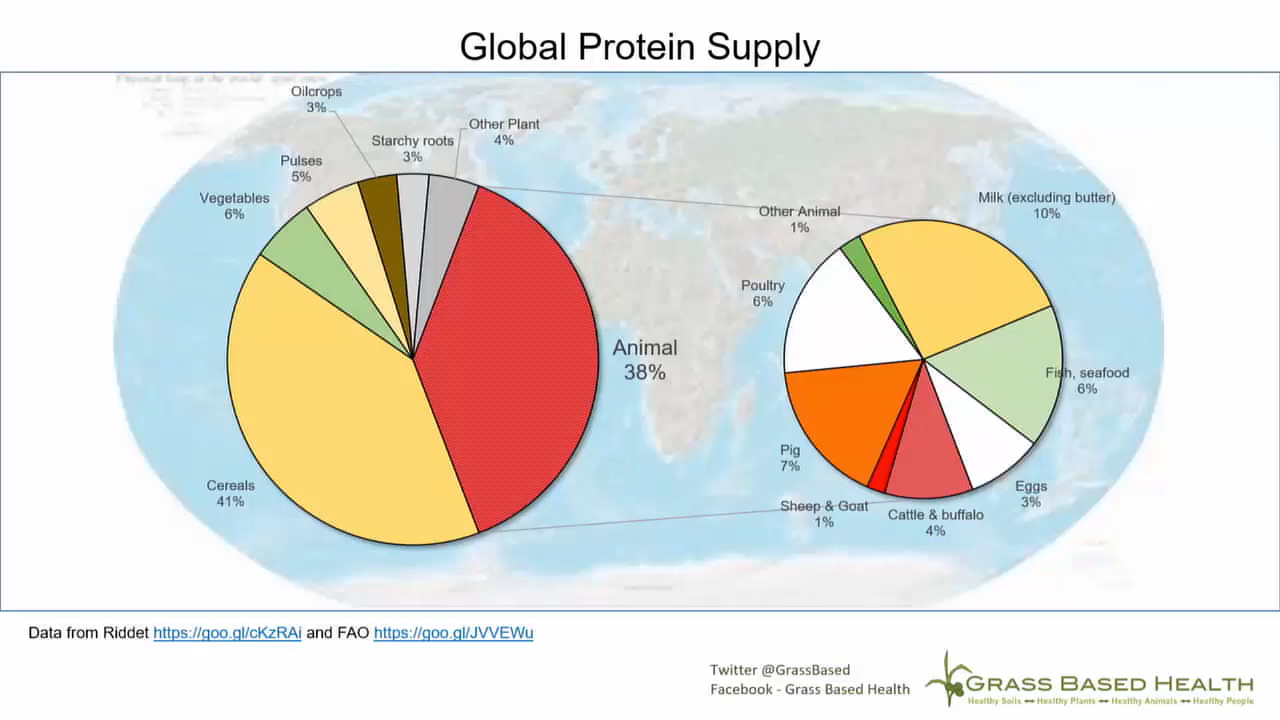 Global Protein Supply
Oilcrops
3%
Starchy roots
3%
Other Plant
4%
Pulses
5%
Vegetables
6%
Cereals
41%
Animal
38%
Other Animal
1%
Milk (excluding butter)
10%
Poultry
6%
Fish, seafood
6%
Pig
7%
Eggs
3%
Sheep & Goat
1%
Cattle & buffalo
4%
Data from Riddet https://goo.gl/cKzRAi and FAO https://goo.gl/JVVEWu
Twitter @GrassBased
Facebook - Grass Based Health
GRASS BASED HEALTH
Healthy Soils ↔ Healthy Plants ↔ Healthy Animals ↔ Healthy People